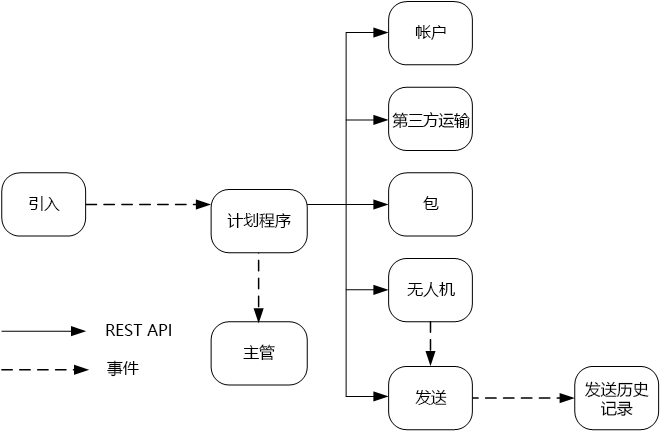 帐户
第三方运输
引入
计划程序
包
无人机
REST API
主管
事件
发送
发送历史
记录